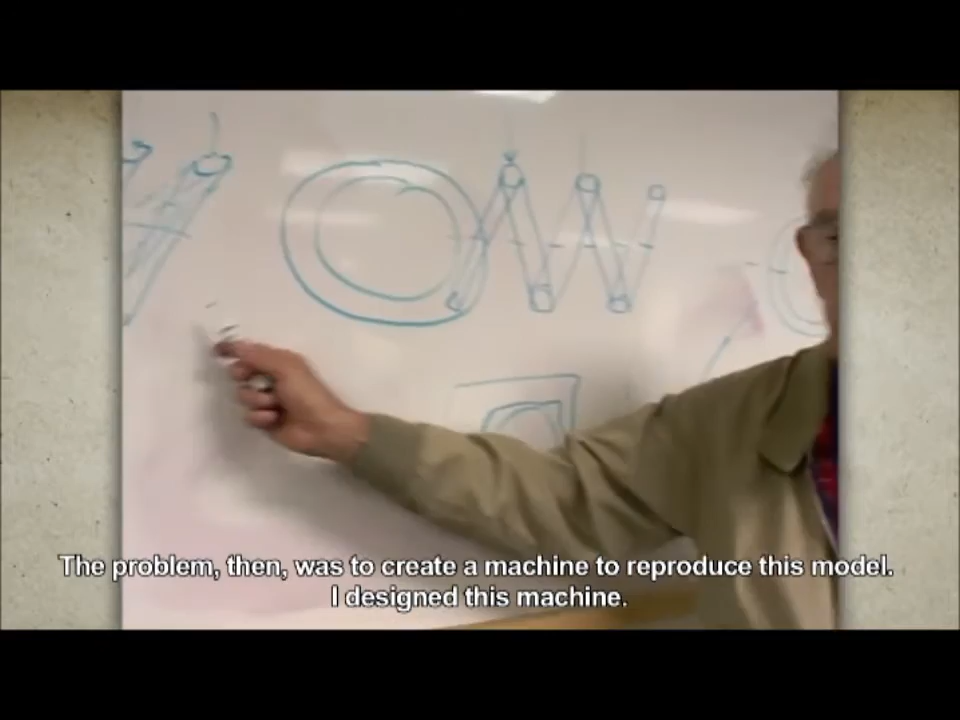 The problem, then, was to create a machine to reproduce this model.
I designed this machine.